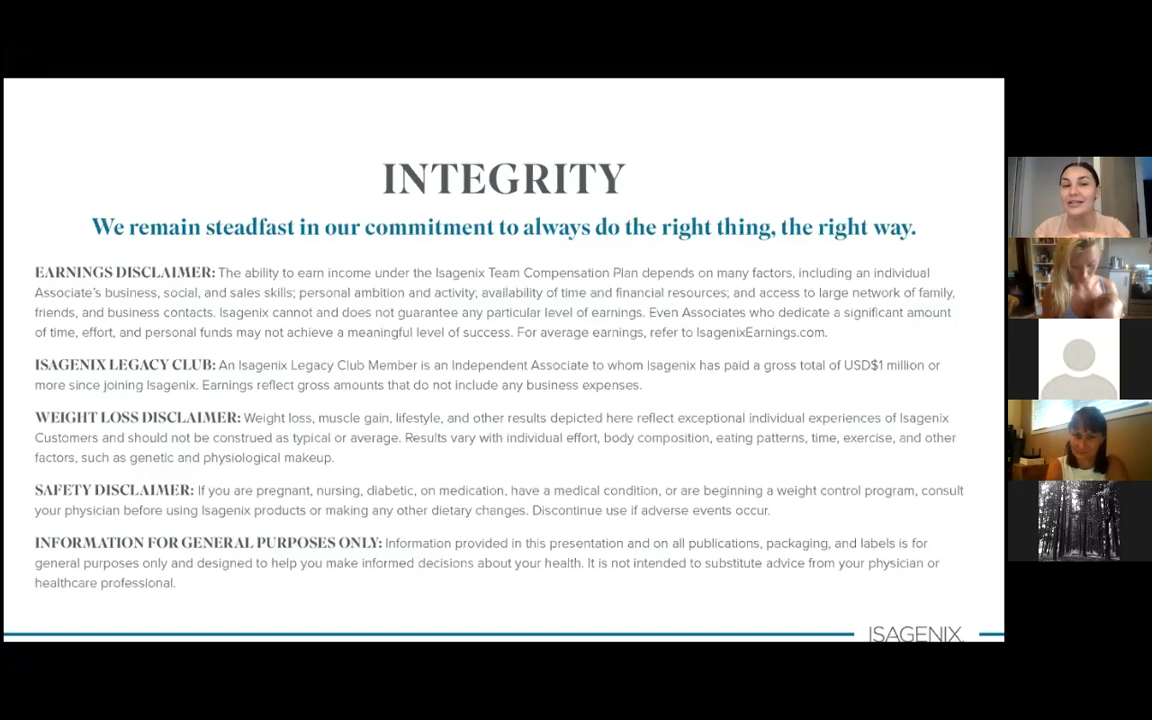 INTEGRITY
We remain steadfast in our commitment to always do the right thing, the right way.
EARNINGS DISCLAIMER: The ability to earn income under the Isagenix Team Compensation Plan depends on many factors, including an individual
Associate's business, social, and sales skills; personal ambition and activity; availability of time and financial resources; and access to large network of family,
friends, and business contacts. Isagenix cannot and does not guarantee any particular level of earnings. Even Associates who dedicate a significant amount
of time, effort, and personal funds may not achieve a meaningful level of success. For average earnings, refer to IsagenixEarnings.com.
ISAGENIX LEGACY CLUB: An Isagenix Legacy Club Member is an Independent Associate to whom Isagenix has paid a gross total of USD$1 million or
more since joining Isagenix. Earnings reflect gross amounts that do not include any business expenses.
WEIGHT LOSS DISCLAIMER: Weight loss, muscle gain, lifestyle, and other results depicted here reflect exceptional individual experiences of Isagenix
Customers and should not be construed as typical or average. Results vary with individual effort, body composition, eating patterns, time, exercise, and other
factors, such as genetic and physiological makeup.
SAFETY DISCLAIMER: If you are pregnant, nursing, diabetic, on medication, have a medical condition, or are beginning a weight control program, consult
your physician before using Isagenix products or making any other dietary changes. Discontinue use if adverse events occur.
INFORMATION FOR GENERAL PURPOSES ONLY: Information provided in this presentation and on all publications, packaging, and labels is for
general purposes only and designed to help you make informed decisions about your health. It is not intended to substitute advice from your physician or
healthcare professional.
ISAGENIX.